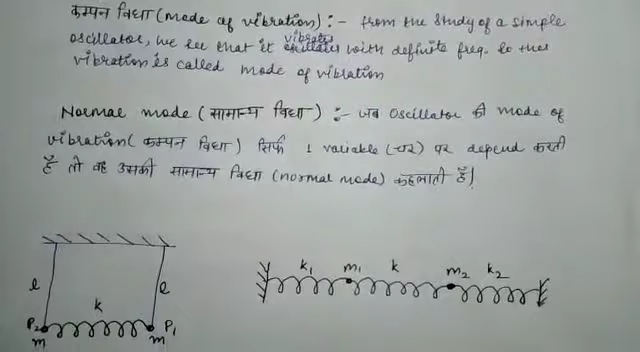 कम्पन विधा (mode of vibration) :- from the study of a simple
oscillator, we see that it vibrates with definite freq. so this
vibration is called mode of vibration
Normal mode (सामान्य विधा) :- जब oscillator की mode of
vibration (कम्पन विधा) सिर्फ 1 variable (चर) पर depend करती
है तो वह उसकी सामान्य विधा (normal mode) कहलाती है।
k₁ m₁ k m₂ k₂
l l
k
P₂ P₁
m m